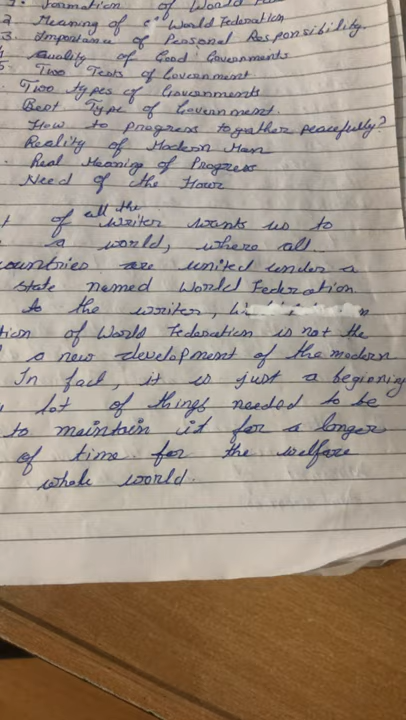 1. Formation of World
2. Meaning of World Federation
3. Importance of Personal Responsibility.
Quality of Good Governments
Two Tests of Government
Two types of Governments
Best Type of Government.
How to progress together peacefully?
Reality of Modern Man
Real Meaning of Progress
Need of the Hour
of all the writer wants us to
a world, where all
countries are united under a
state named World Federation.
to the writer,
of World Federation is not the
a new development of the modern
In fact, it is just a beginning
lot of things needed to be
to maintain it for a longer
of time for the welfare
whole world.